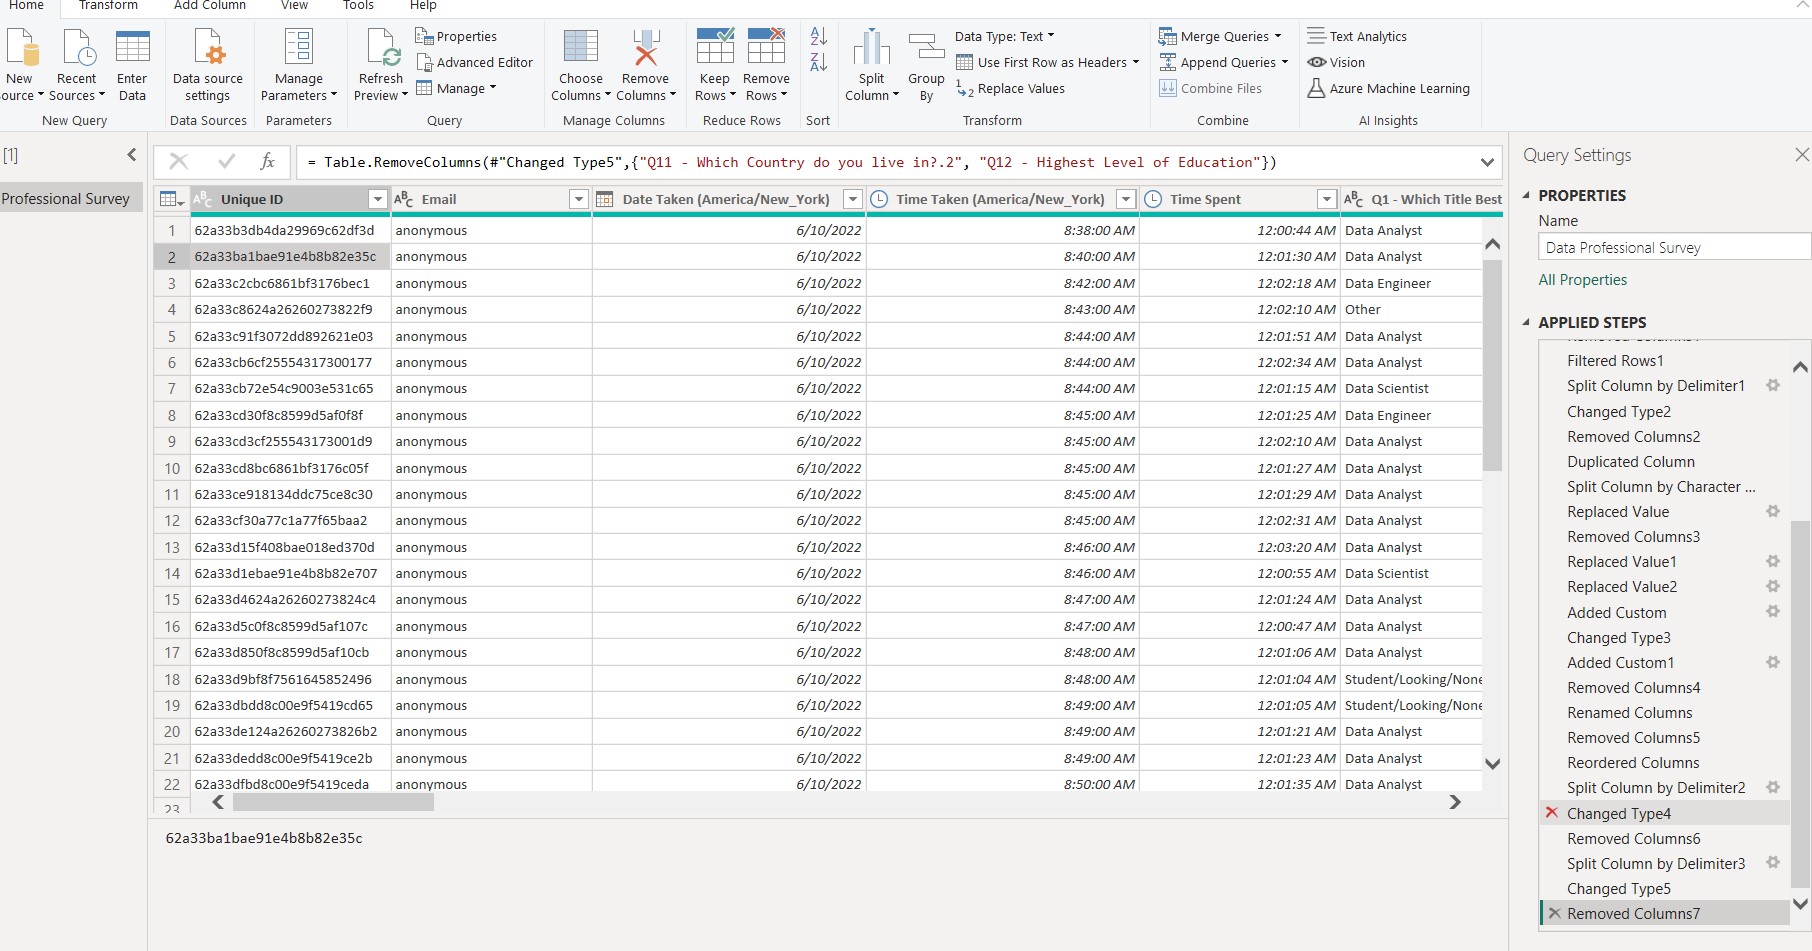 Home Transform Add Column View Tools Help
New Source Recent Sources Enter Data Data source settings Manage Parameters Refresh Preview Properties Advanced Editor Manage Choose Columns Remove Columns Keep Rows Remove Rows Split Column Group By Data Type: Text Use First Row as Headers Replace Values Merge Queries Append Queries Combine Files Text Analytics Vision Azure Machine Learning
New Query Data Sources Parameters Query Manage Columns Reduce Rows Sort Transform Combine AI Insights
[1]
Professional Survey
fx = Table.RemoveColumns(#"Changed Type5",{"Q11 - Which Country do you live in?.2", "Q12 - Highest Level of Education"})
Unique ID Email Date Taken (America/New_York) Time Taken (America/New_York) Time Spent Q1 - Which Title Best
1 62a33b3db4da29969c62df3d anonymous 6/10/2022 8:38:00 AM 12:00:44 AM Data Analyst
2 62a33ba1bae91e4b8b82e35c anonymous 6/10/2022 8:40:00 AM 12:01:30 AM Data Analyst
3 62a33c2cbc6861bf3176bec1 anonymous 6/10/2022 8:42:00 AM 12:02:18 AM Data Engineer
4 62a33c8624a26260273822f9 anonymous 6/10/2022 8:43:00 AM 12:02:10 AM Other
5 62a33c91f3072dd892621e03 anonymous 6/10/2022 8:44:00 AM 12:01:51 AM Data Analyst
6 62a33cb6cf25554317300177 anonymous 6/10/2022 8:44:00 AM 12:02:34 AM Data Analyst
7 62a33cb72e54c9003e531c65 anonymous 6/10/2022 8:44:00 AM 12:01:15 AM Data Scientist
8 62a33cd30f8c8599d5af0f8f anonymous 6/10/2022 8:45:00 AM 12:01:25 AM Data Engineer
9 62a33cd3cf255543173001d9 anonymous 6/10/2022 8:45:00 AM 12:02:10 AM Data Analyst
10 62a33cd8bc6861bf3176c05f anonymous 6/10/2022 8:45:00 AM 12:01:27 AM Data Analyst
11 62a33ce918134ddc75ce8c30 anonymous 6/10/2022 8:45:00 AM 12:01:29 AM Data Analyst
12 62a33cf30a77c1a77f65baa2 anonymous 6/10/2022 8:45:00 AM 12:02:31 AM Data Analyst
13 62a33d15f408bae018ed370d anonymous 6/10/2022 8:46:00 AM 12:03:20 AM Data Analyst
14 62a33d1ebae91e4b8b82e707 anonymous 6/10/2022 8:46:00 AM 12:00:55 AM Data Scientist
15 62a33d4624a26260273824c4 anonymous 6/10/2022 8:47:00 AM 12:01:24 AM Data Analyst
16 62a33d5c0f8c8599d5af107c anonymous 6/10/2022 8:47:00 AM 12:00:47 AM Data Analyst
17 62a33d850f8c8599d5af10cb anonymous 6/10/2022 8:48:00 AM 12:01:06 AM Data Analyst
18 62a33d9bf8f7561645852496 anonymous 6/10/2022 8:48:00 AM 12:01:04 AM Student/Looking/None
19 62a33dbdd8c00e9f5419cd65 anonymous 6/10/2022 8:49:00 AM 12:01:05 AM Student/Looking/None
20 62a33de124a26260273826b2 anonymous 6/10/2022 8:49:00 AM 12:01:21 AM Data Analyst
21 62a33dedd8c00e9f5419ce2b anonymous 6/10/2022 8:49:00 AM 12:01:23 AM Data Analyst
22 62a33dfbd8c00e9f5419ceda anonymous 6/10/2022 8:50:00 AM 12:01:35 AM Data Analyst
23
62a33ba1bae91e4b8b82e35c
Query Settings
PROPERTIES
Name
Data Professional Survey
All Properties
APPLIED STEPS
Filtered Rows1
Split Column by Delimiter1
Changed Type2
Removed Columns2
Duplicated Column
Split Column by Character ...
Replaced Value
Removed Columns3
Replaced Value1
Replaced Value2
Added Custom
Changed Type3
Added Custom1
Removed Columns4
Renamed Columns
Removed Columns5
Reordered Columns
Split Column by Delimiter2
Changed Type4
Removed Columns6
Split Column by Delimiter3
Changed Type5
Removed Columns7